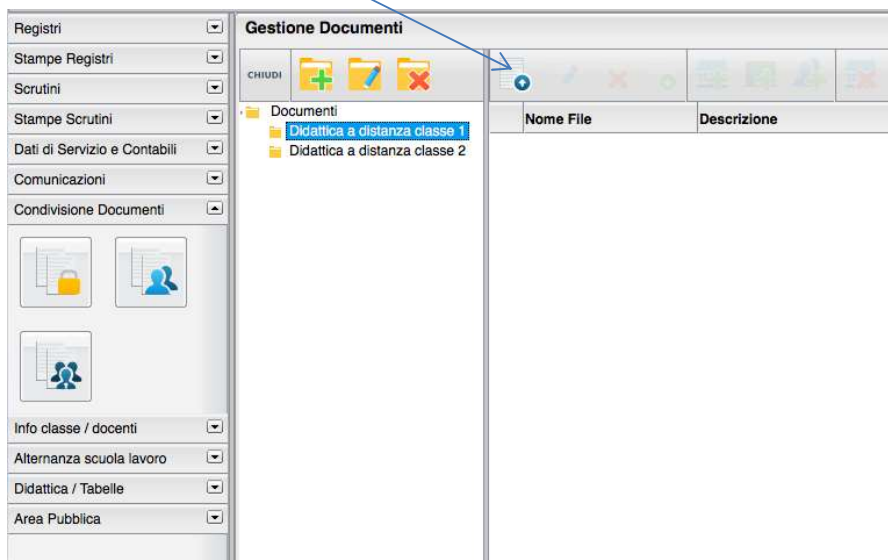 Registri
Stampe Registri
Scrutini
Stampe Scrutini
Dati di Servizio e Contabili
Comunicazioni
Condivisione Documenti
Info classe / docenti
Alternanza scuola lavoro
Didattica / Tabelle
Area Pubblica
Gestione Documenti
CHIUDI
Documenti
Didattica a distanza classe 1
Didattica a distanza classe 2
Nome File Descrizione